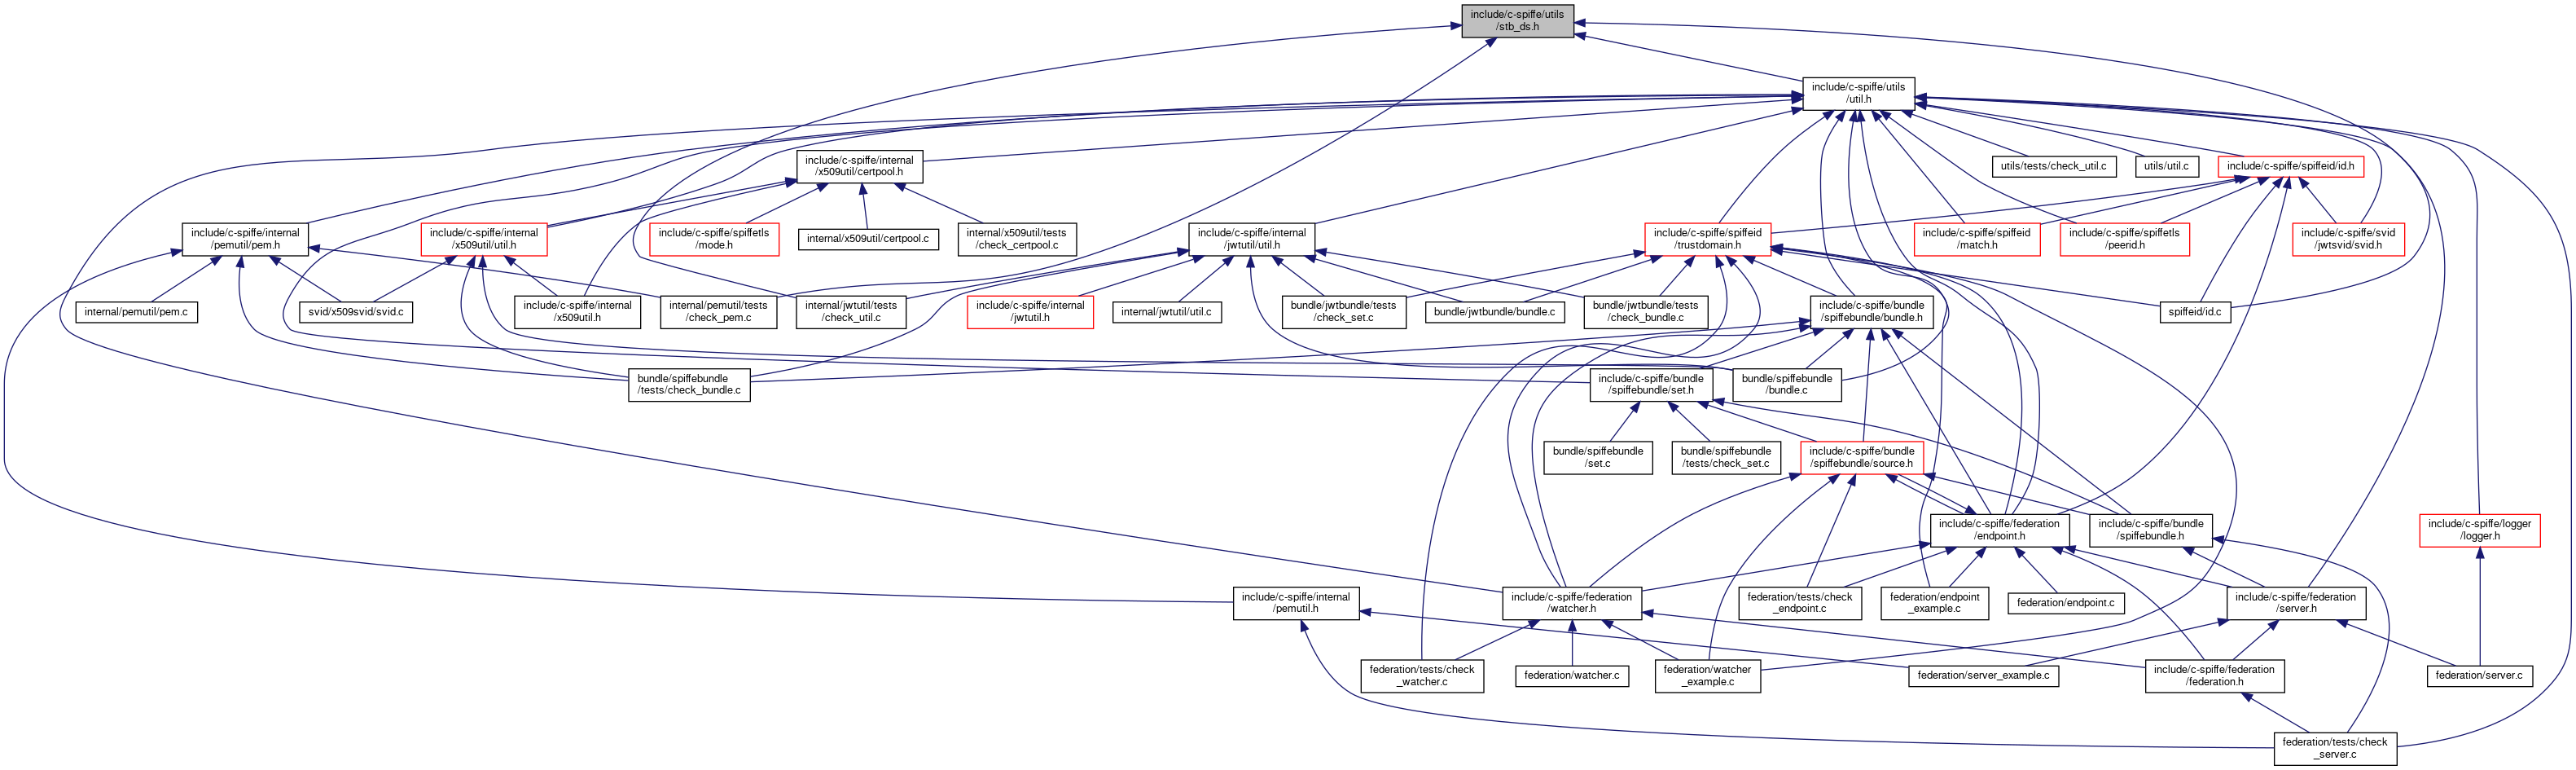 include/c-spiffe/utils
/stb_ds.h
include/c-spiffe/utils
/util.h
include/c-spiffe/internal
/x509util/certpool.h
utils/tests/check_util.c
utils/util.c
include/c-spiffe/spiffeid/id.h
include/c-spiffe/internal
/pemutil/pem.h
include/c-spiffe/internal
/x509util/util.h
include/c-spiffe/spiffetls
/mode.h
internal/x509util/certpool.c
internal/x509util/tests
/check_certpool.c
include/c-spiffe/internal
/jwtutil/util.h
include/c-spiffe/spiffeid
/trustdomain.h
include/c-spiffe/spiffeid
/match.h
include/c-spiffe/spiffetls
/peerid.h
include/c-spiffe/svid
/jwtsvid/svid.h
internal/pemutil/pem.c
svid/x509svid/svid.c
include/c-spiffe/internal
/x509util.h
internal/pemutil/tests
/check_pem.c
internal/jwtutil/tests
/check_util.c
include/c-spiffe/internal
/jwtutil.h
internal/jwtutil/util.c
bundle/jwtbundle/tests
/check_set.c
bundle/jwtbundle/bundle.c
bundle/jwtbundle/tests
/check_bundle.c
include/c-spiffe/bundle
/spiffebundle/bundle.h
spiffeid/id.c
bundle/spiffebundle
/tests/check_bundle.c
include/c-spiffe/bundle
/spiffebundle/set.h
bundle/spiffebundle
/bundle.c
bundle/spiffebundle
/set.c
bundle/spiffebundle
/tests/check_set.c
include/c-spiffe/bundle
/spiffebundle/source.h
include/c-spiffe/federation
/endpoint.h
include/c-spiffe/bundle
/spiffebundle.h
include/c-spiffe/logger
/logger.h
include/c-spiffe/internal
/pemutil.h
include/c-spiffe/federation
/watcher.h
federation/tests/check
_endpoint.c
federation/endpoint
_example.c
federation/endpoint.c
include/c-spiffe/federation
/server.h
federation/tests/check
_watcher.c
federation/watcher.c
federation/watcher
_example.c
federation/server_example.c
include/c-spiffe/federation
/federation.h
federation/server.c
federation/tests/check
_server.c